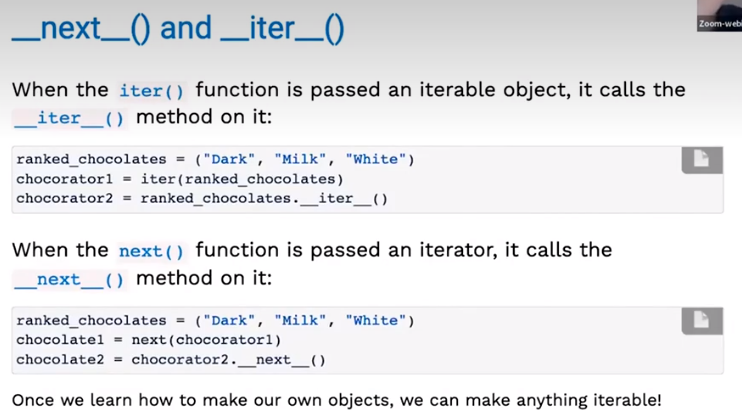 __next__() and __iter__()
Zoom-web
When the iter() function is passed an iterable object, it calls the
__iter__() method on it:
ranked_chocolates = ("Dark", "Milk", "White")
chocorator1 = iter(ranked_chocolates)
chocorator2 = ranked_chocolates.__iter__()
When the next() function is passed an iterator, it calls the
__next__() method on it:
ranked_chocolates = ("Dark", "Milk", "White")
chocolate1 = next(chocorator1)
chocolate2 = chocorator2.__next__()
Once we learn how to make our own objects, we can make anything iterable!